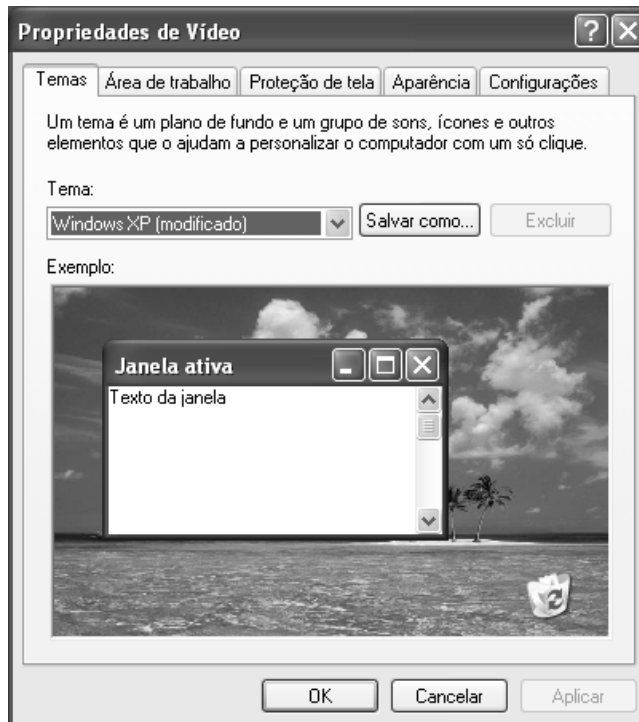 Propriedades de Vídeo
Temas Área de trabalho Proteção de tela Aparência Configurações
Um tema é um plano de fundo e um grupo de sons, ícones e outros
elementos que o ajudam a personalizar o computador com um só clique.
Tema:
Windows XP (modificado) Salvar como... Excluir
Exemplo:
Janela ativa
Texto da janela
OK Cancelar Aplicar